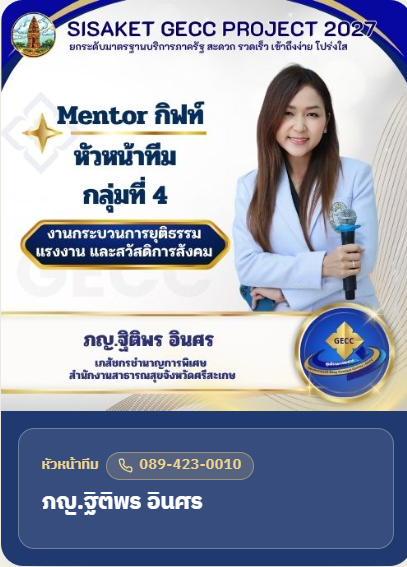 SISAKET GECC PROJECT 2027
ยกระดับมาตรฐานบริการภาครัฐ สะดวก รวดเร็ว เข้าถึงง่าย โปร่งใส
Mentor กิฟท์
หัวหน้าทีม
กลุ่มที่ 4
งานกระบวนการยุติธรรม
แรงงาน และสวัสดิการสังคม
ภญ.ฐิติพร อินศร
เภสัชกรชำนาญการพิเศษ
สำนักงานสาธารณสุขจังหวัดศรีสะเกษ
GECC
หัวหน้าทีม 089-423-0010
ภญ.ฐิติพร อินศร